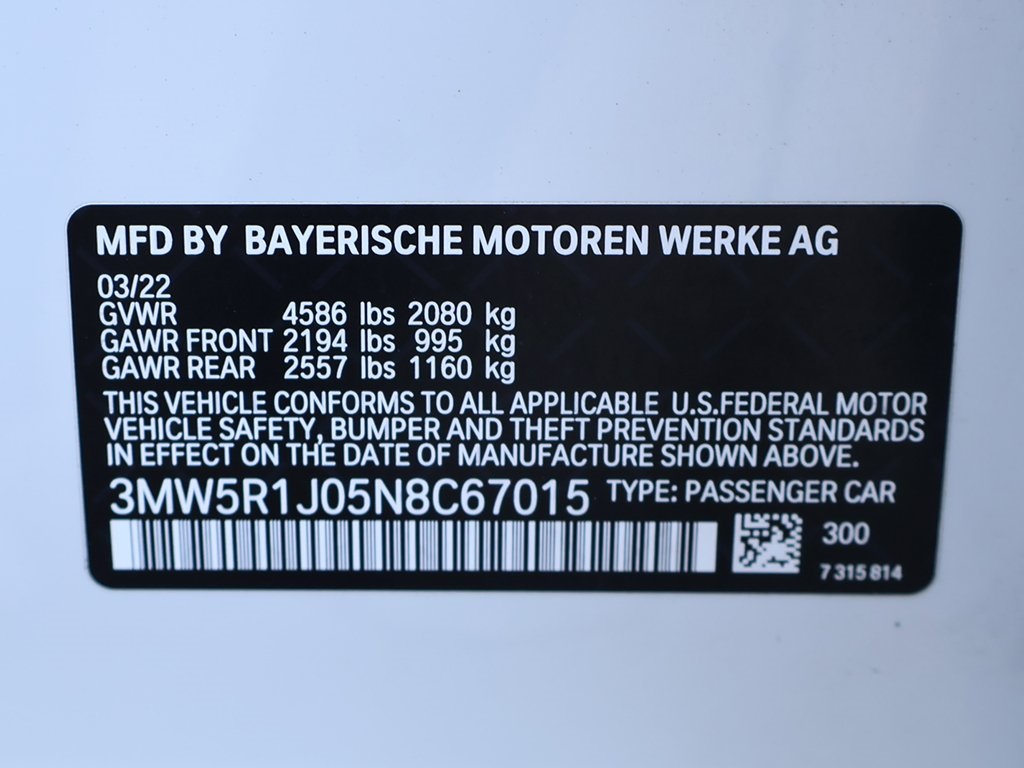 MFD BY BAYERISCHE MOTOREN WERKE AG
03/22
GVWR 4586 lbs 2080 kg
GAWR FRONT 2194 lbs 995 kg
GAWR REAR 2557 lbs 1160 kg
THIS VEHICLE CONFORMS TO ALL APPLICABLE U.S.FEDERAL MOTOR
VEHICLE SAFETY, BUMPER AND THEFT PREVENTION STANDARDS
IN EFFECT ON THE DATE OF MANUFACTURE SHOWN ABOVE.
3MW5R1J05N8C67015 TYPE: PASSENGER CAR
300
7 315 814